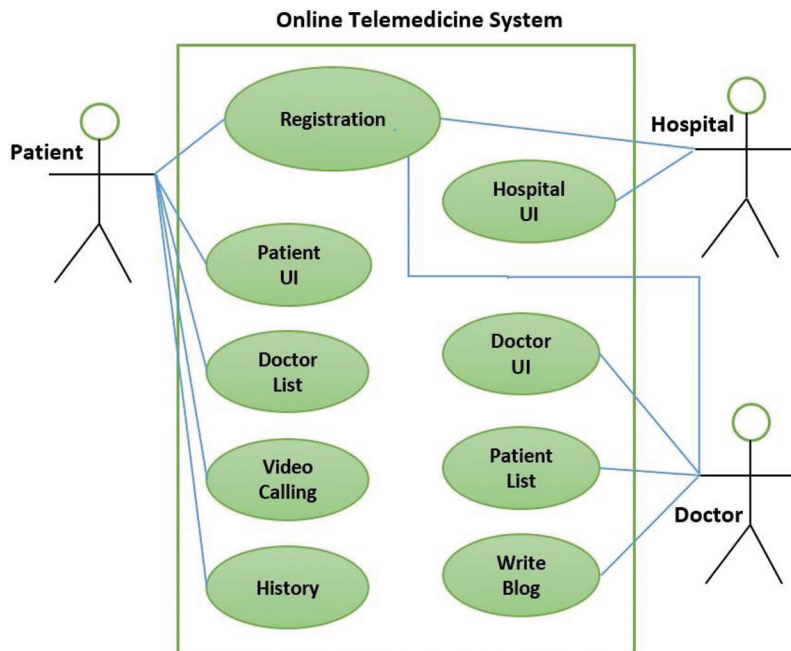 Online Telemedicine System
Patient
Registration
Hospital
Hospital
UI
Patient
UI
Doctor
List
Doctor
UI
Video
Calling
Patient
List
Doctor
History
Write
Blog